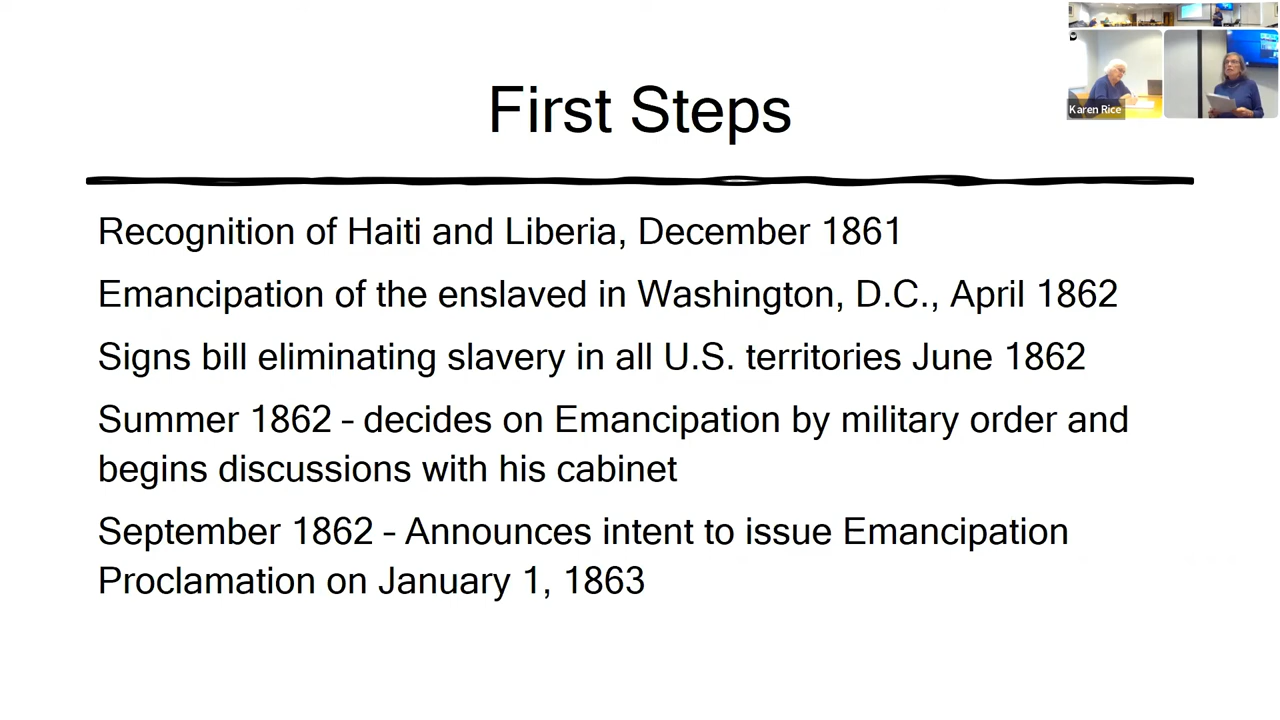 Karen Rice
First Steps
Recognition of Haiti and Liberia, December 1861
Emancipation of the enslaved in Washington, D.C., April 1862
Signs bill eliminating slavery in all U.S. territories June 1862
Summer 1862 – decides on Emancipation by military order and
begins discussions with his cabinet
September 1862 – Announces intent to issue Emancipation
Proclamation on January 1, 1863